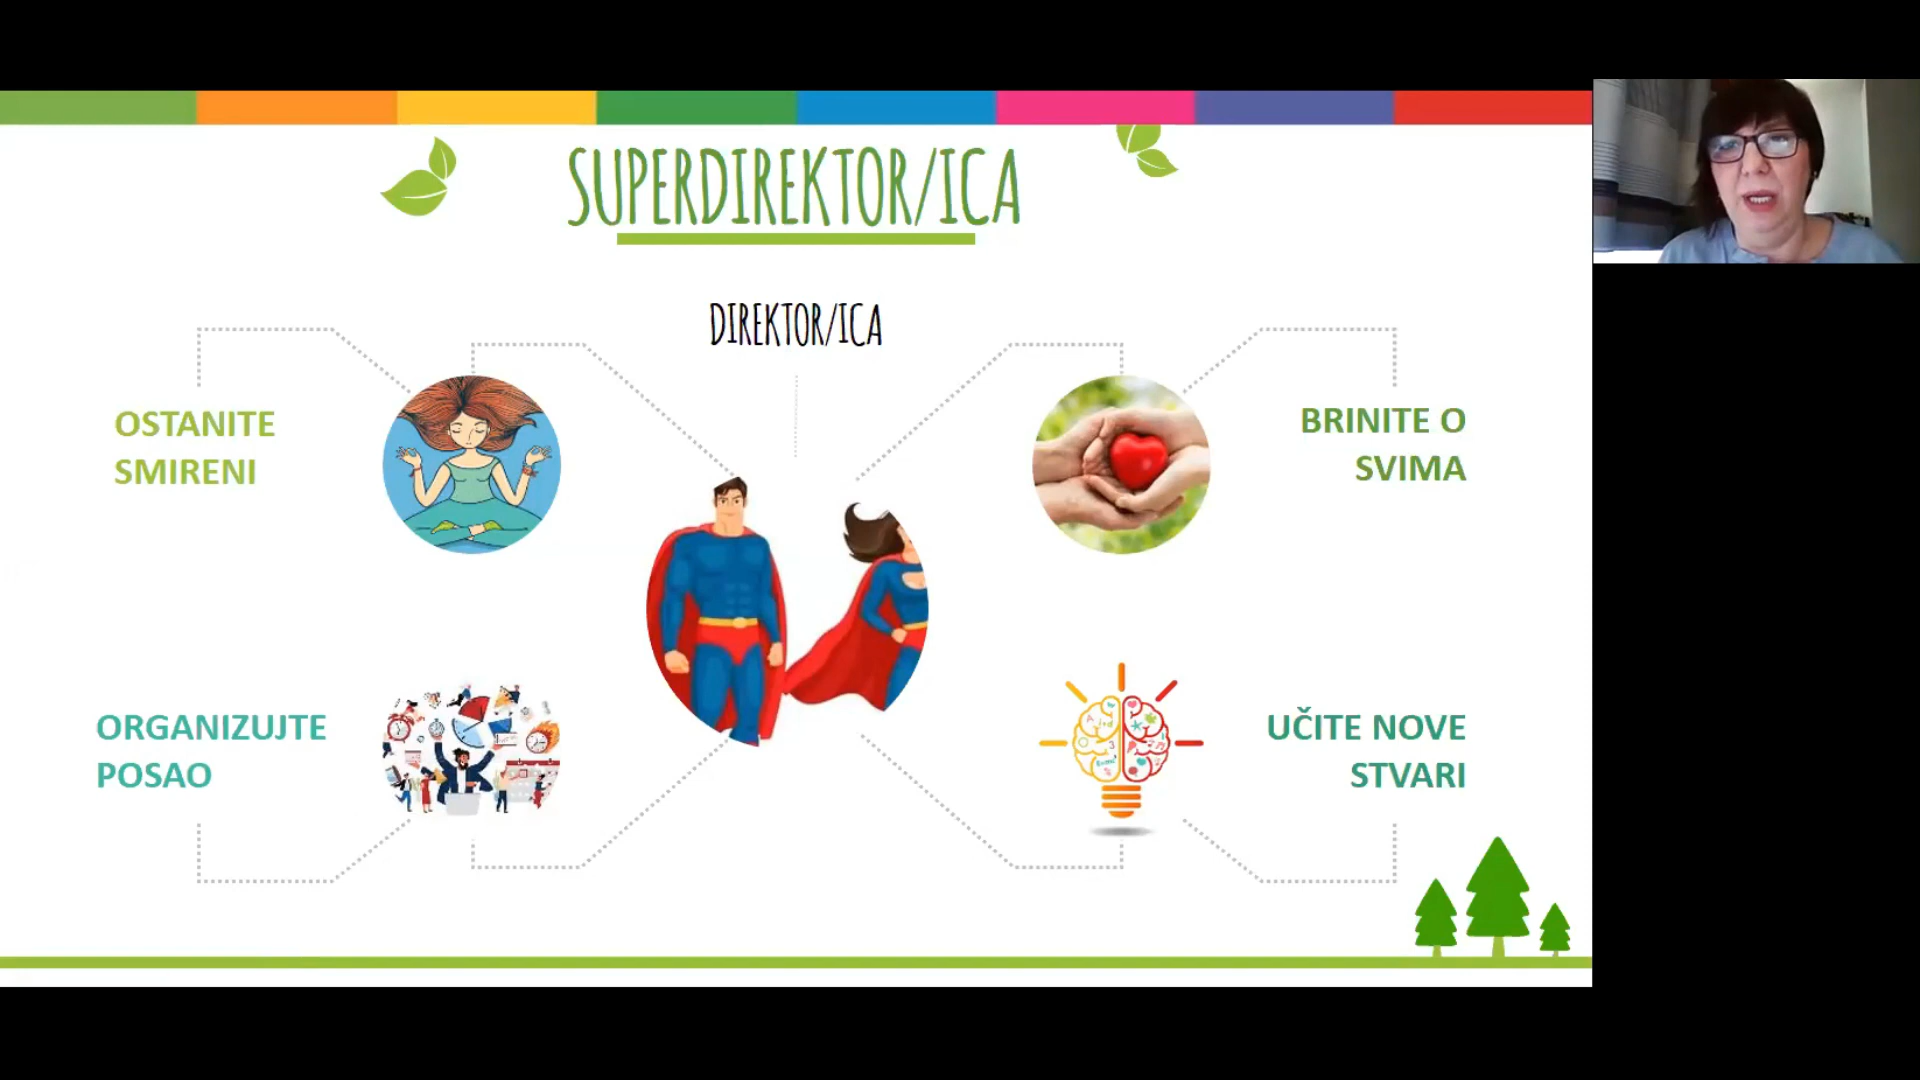 SUPERDIREKTOR/ICA
DIREKTOR/ICA
OSTANITE
SMIRENI
BRINITE O
SVIMA
ORGANIZUJTE
POSAO
UČITE NOVE
STVARI